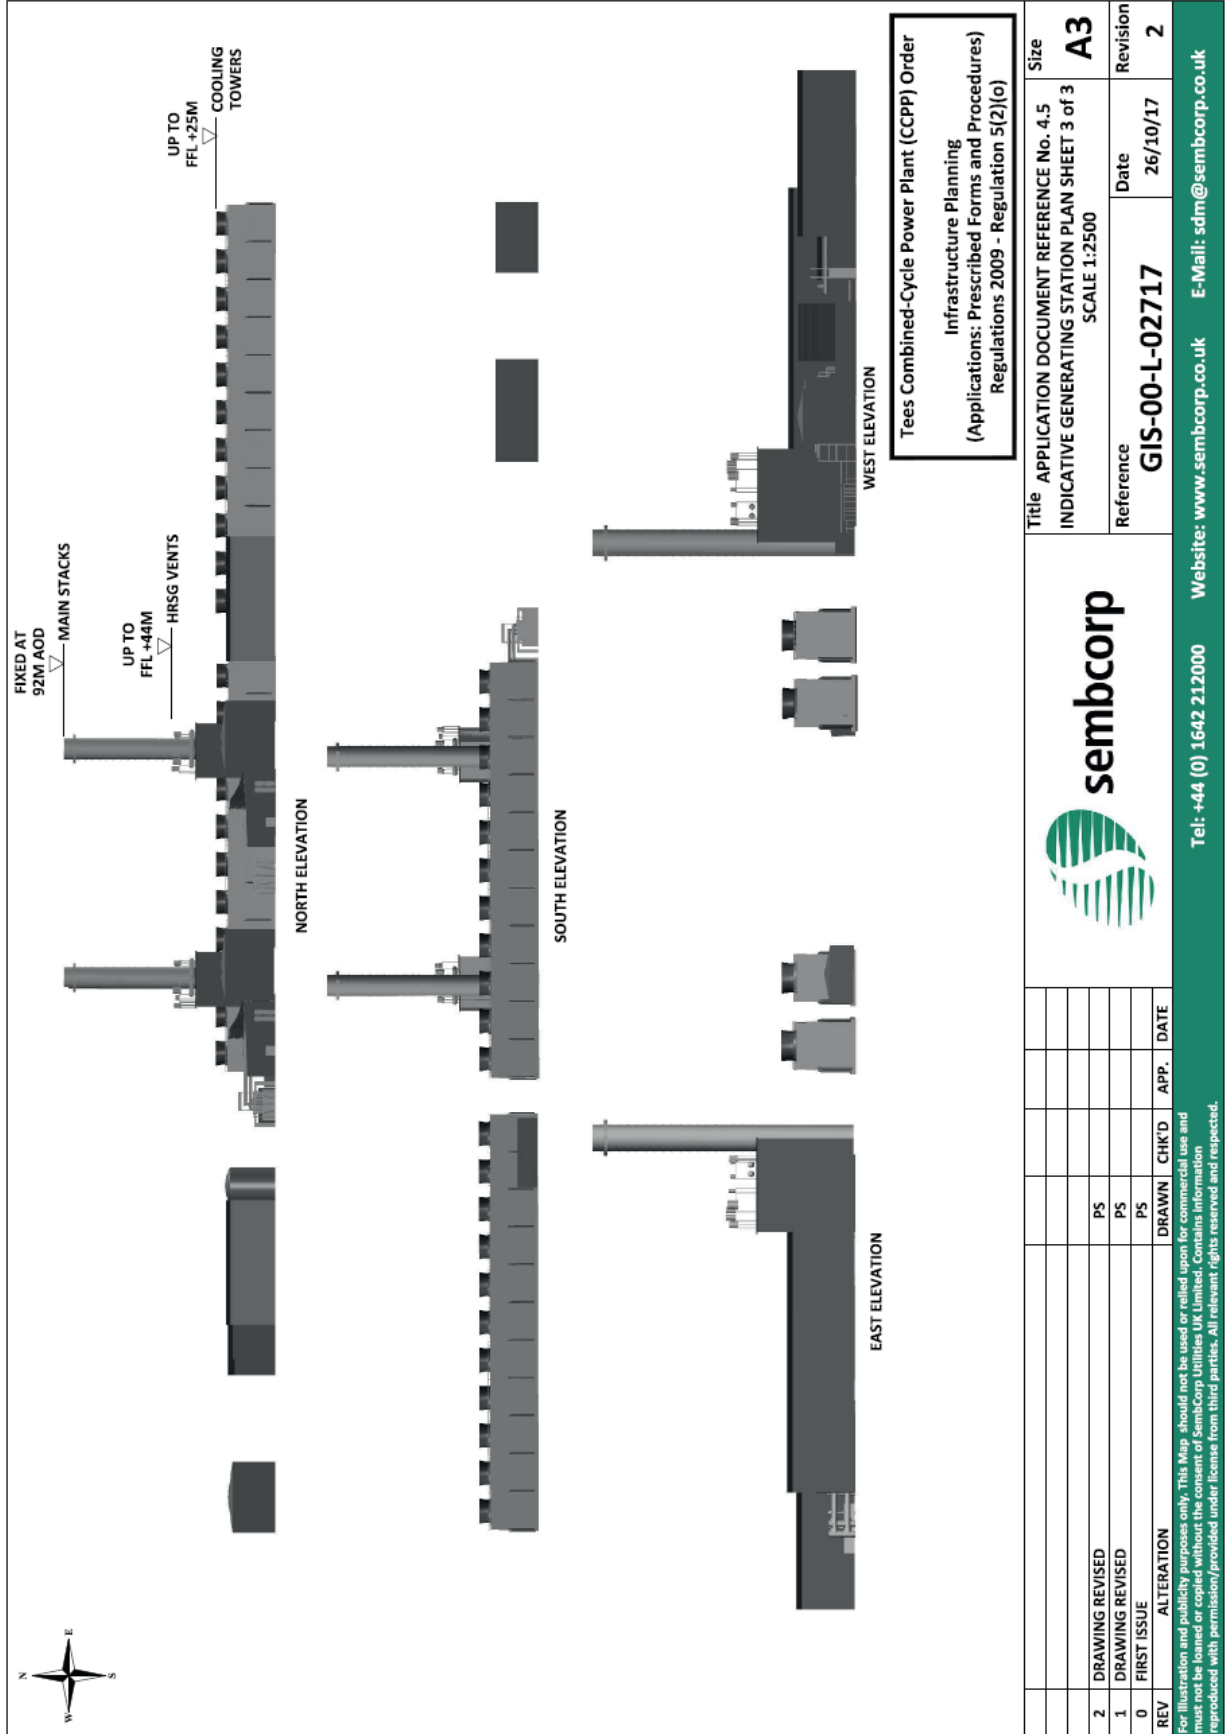 N
W
E
S
FIXED AT
92M AOD
MAIN STACKS
UP TO
FFL +44M
HRSG VENTS
UP TO
FFL +25M
COOLING
TOWERS
NORTH ELEVATION
SOUTH ELEVATION
EAST ELEVATION
WEST ELEVATION
Tees Combined-Cycle Power Plant (CCPP) Order
Infrastructure Planning
(Applications: Prescribed Forms and Procedures)
Regulations 2009 - Regulation 5(2)(o)
2 DRAWING REVISED PS
1 DRAWING REVISED PS
0 FIRST ISSUE PS
REV ALTERATION DRAWN CHK'D APP. DATE
sembcorp
Title APPLICATION DOCUMENT REFERENCE No. 4.5
INDICATIVE GENERATING STATION PLAN SHEET 3 of 3
SCALE 1:2500
Size
A3
Reference
GIS-00-L-02717
Date
26/10/17
Revision
2
For Illustration and publicity purposes only. This Map should not be used or relied upon for commercial use and
must not be loaned or copied without the consent of SembCorp Utilities UK Limited. Contains Information
reproduced with permission/provided under license from third parties. All relevant rights reserved and respected.
Tel: +44 (0) 1642 212000 Website: www.sembcorp.co.uk E-Mail: sdm@sembcorp.co.uk